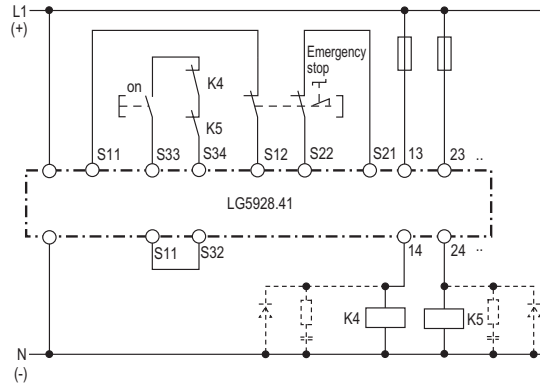 L1
(+)
Emergency
stop
on
K4
K5
S11
S33
S34
S12
S22
S21
13
23
..
LG5928.41
S11
S32
14
24
..
K4
K5
N
(-)